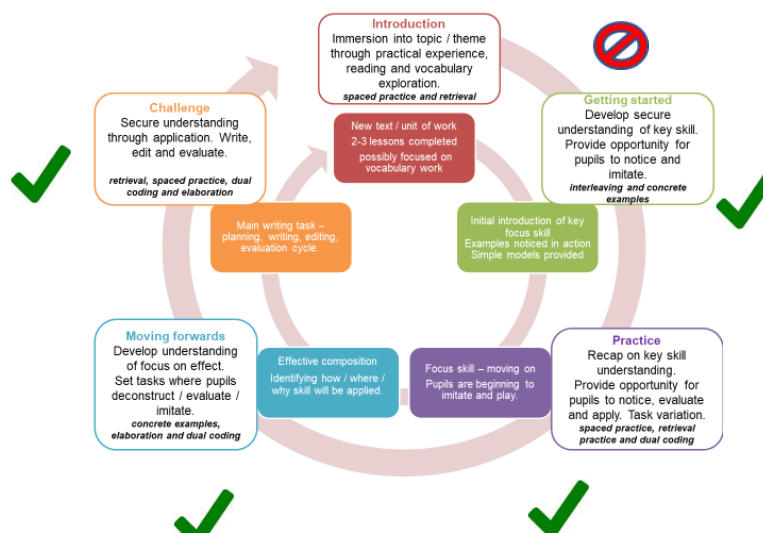 Introduction
Immersion into topic / theme
through practical experience,
reading and vocabulary
exploration.
spaced practice and retrieval
New text / unit of work
2-3 lessons completed
possibly focused on
vocabulary work
Getting started
Develop secure
understanding of key skill.
Provide opportunity for
pupils to notice and
imitate.
interleaving and concrete
examples
Initial introduction of key
focus skill
Examples noticed in action
Simple models provided
Practice
Recap on key skill
understanding.
Provide opportunity for
pupils to notice, evaluate
and apply. Task variation.
spaced practice, retrieval
practice and dual coding
Focus skill – moving on
Pupils are beginning to
imitate and play.
Moving forwards
Develop understanding
of focus on effect.
Set tasks where pupils
deconstruct / evaluate /
imitate.
concrete examples,
elaboration and dual coding
Effective composition
Identifying how / where /
why skill will be applied.
Challenge
Secure understanding
through application. Write,
edit and evaluate.
retrieval, spaced practice, dual
coding and elaboration
Main writing task –
planning, writing, editing,
evaluation cycle.